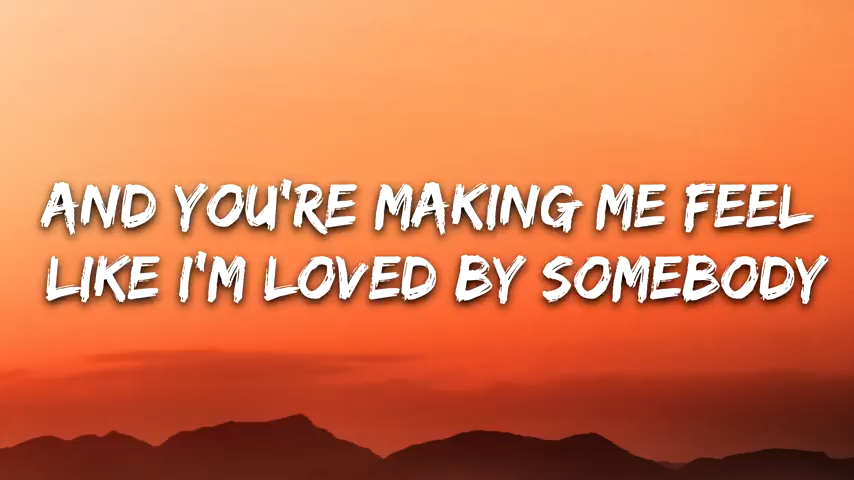 AND YOU'RE MAKING ME FEEL
LIKE I'M LOVED BY SOMEBODY